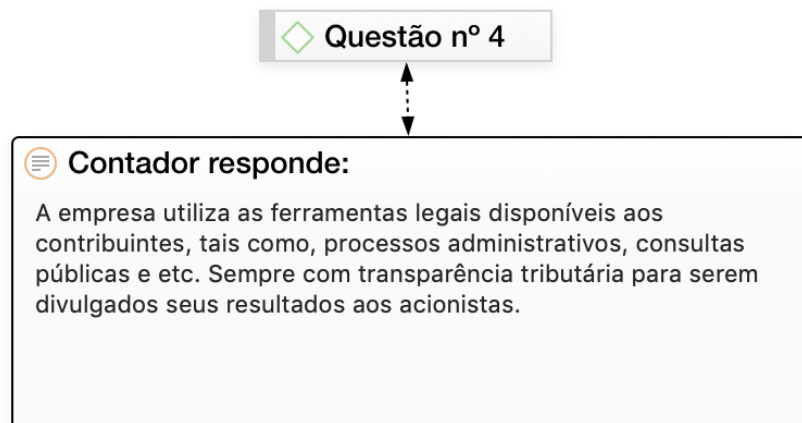 Questão nº 4
Contador responde:
A empresa utiliza as ferramentas legais disponíveis aos
contribuintes, tais como, processos administrativos, consultas
públicas e etc. Sempre com transparência tributária para serem
divulgados seus resultados aos acionistas.